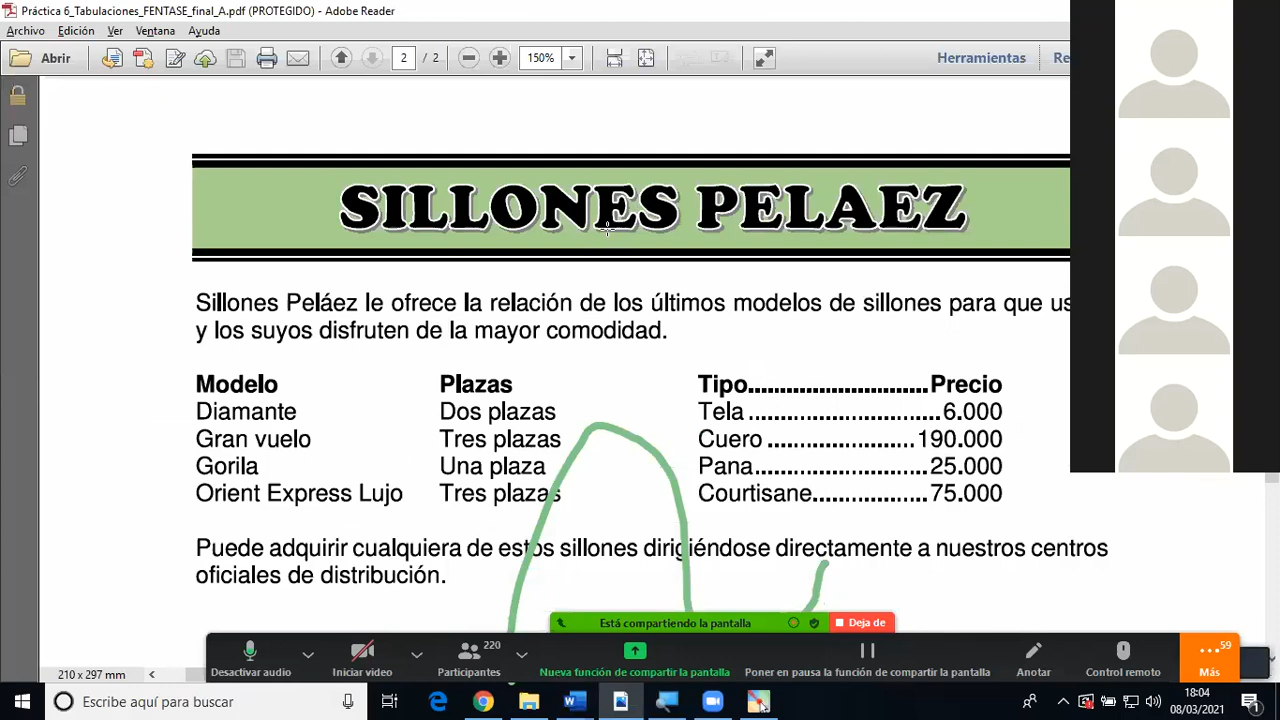 Práctica 6_Tabulaciones_FENTASE_final_A.pdf (PROTEGIDO) - Adobe Reader
Archivo Edición Ver Ventana Ayuda
Abrir 2 / 2 150% Herramientas Re
SILLONES PELAEZ
Sillones Peláez le ofrece la relación de los últimos modelos de sillones para que us
y los suyos disfruten de la mayor comodidad.
Modelo Plazas Tipo............................Precio
Diamante Dos plazas Tela .............................6.000
Gran vuelo Tres plazas Cuero ......................190.000
Gorila Una plaza Pana..........................25.000
Orient Express Lujo Tres plazas Courtisane.................75.000
Puede adquirir cualquiera de estos sillones dirigiéndose directamente a nuestros centros
oficiales de distribución.
Está compartiendo la pantalla Deja de
220 59
Desactivar audio Iniciar video Participantes Nueva función de compartir la pantalla Poner en pausa la función de compartir la pantalla Anotar Control remoto Más
210 x 297 mm
Escribe aquí para buscar
18:04
08/03/2021
1